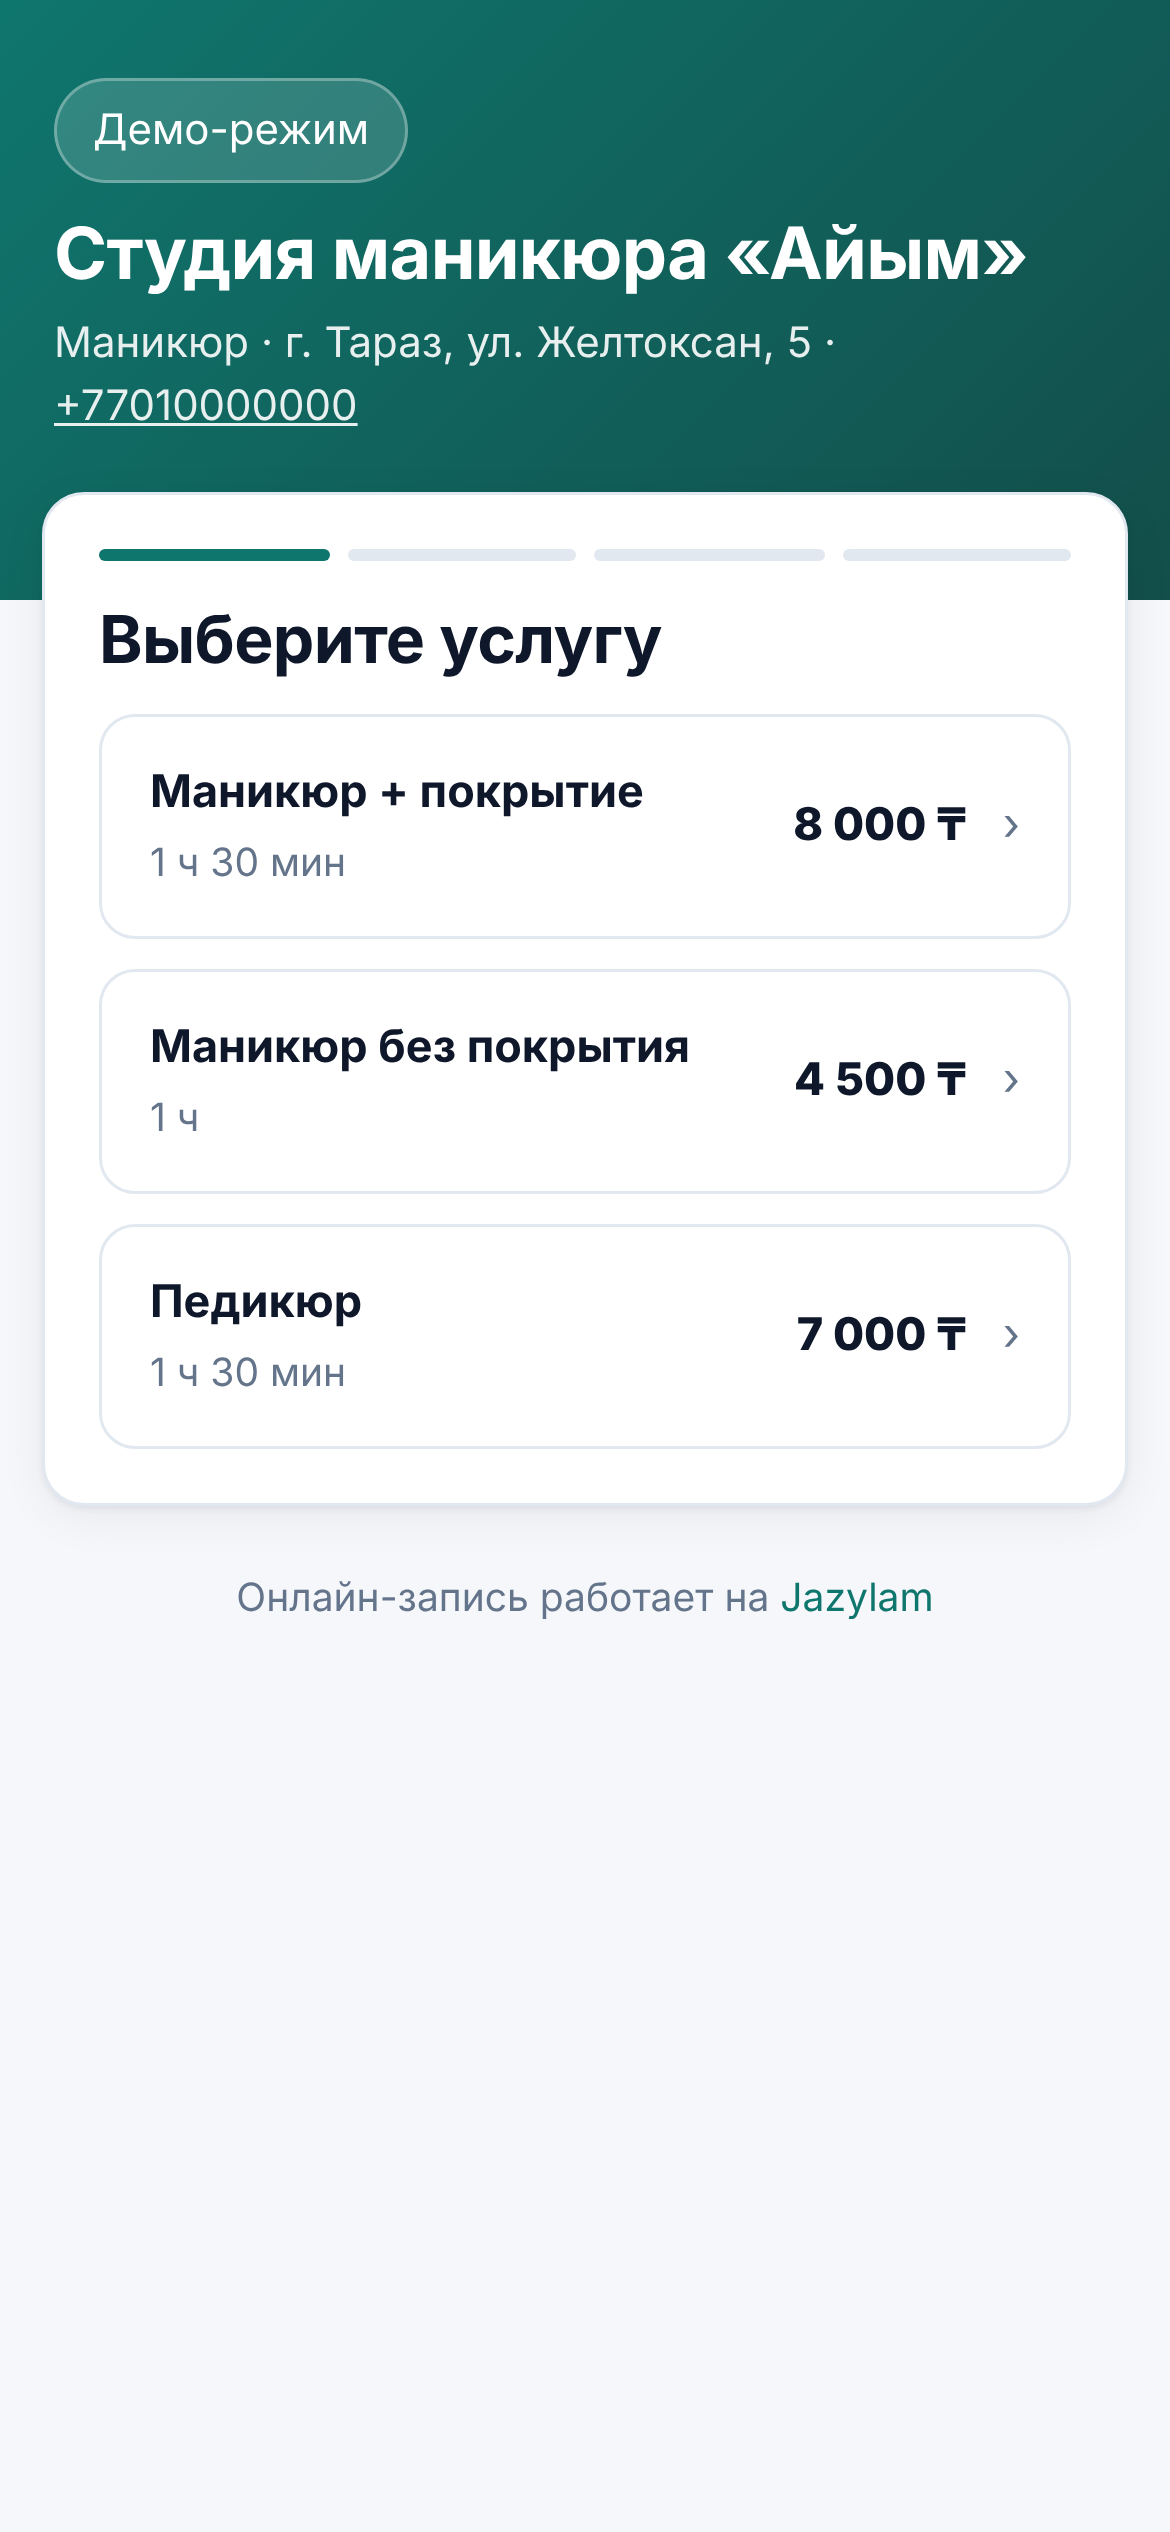 Демо-режим
Студия маникюра «Айым»
Маникюр · г. Тараз, ул. Желтоксан, 5 ·
+77010000000
Выберите услугу
Маникюр + покрытие
1 ч 30 мин
8 000 ₸ ›
Маникюр без покрытия
1 ч
4 500 ₸ ›
Педикюр
1 ч 30 мин
7 000 ₸ ›
Онлайн-запись работает на Jazylam